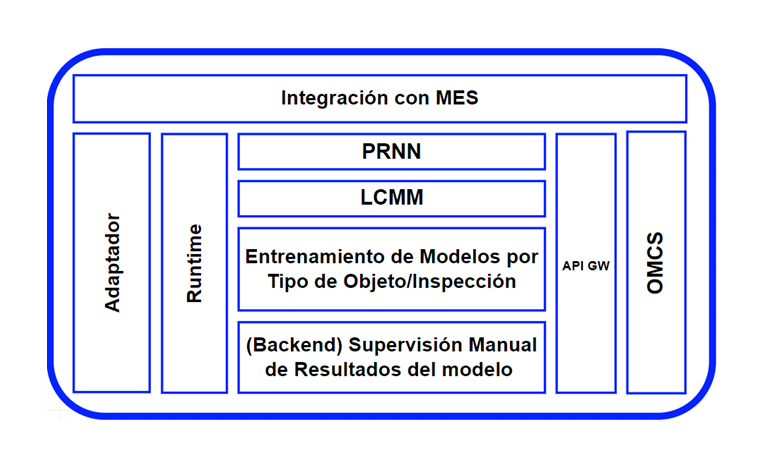 Integración con MES
Adaptador
Runtime
PRNN
LCMM
Entrenamiento de Modelos por
Tipo de Objeto/Inspección
(Backend) Supervisión Manual
de Resultados del modelo
API GW
OMCS